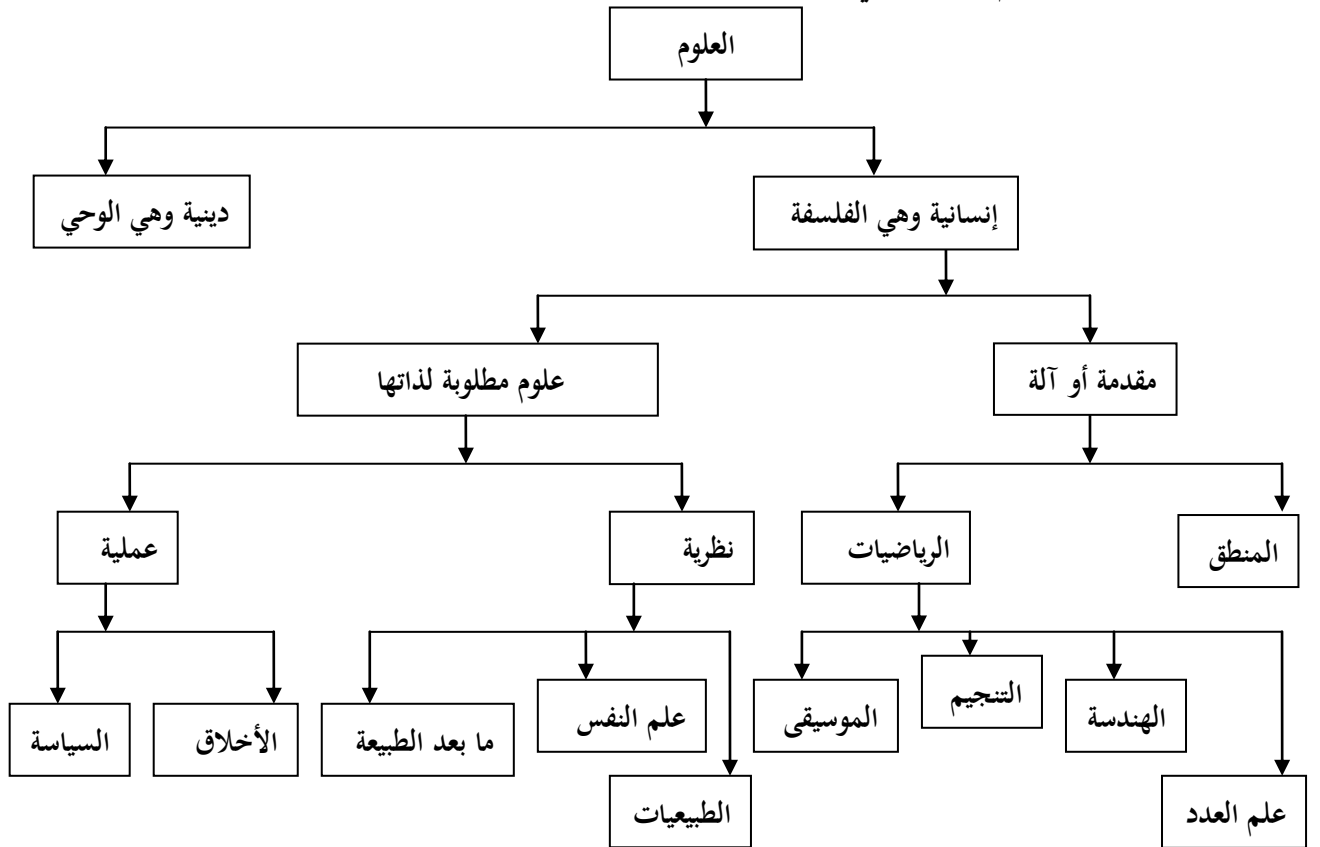 العلوم
إنسانية وهي الفلسفة
دينية وهي الوحي
مقدمة أو آلة
علوم مطلوبة لذاتها
المنطق
الرياضيات
نظرية
عملية
علم العدد
الهندسة
التنجيم
الموسيقى
الطبيعيات
علم النفس
ما بعد الطبيعة
الأخلاق
السياسة